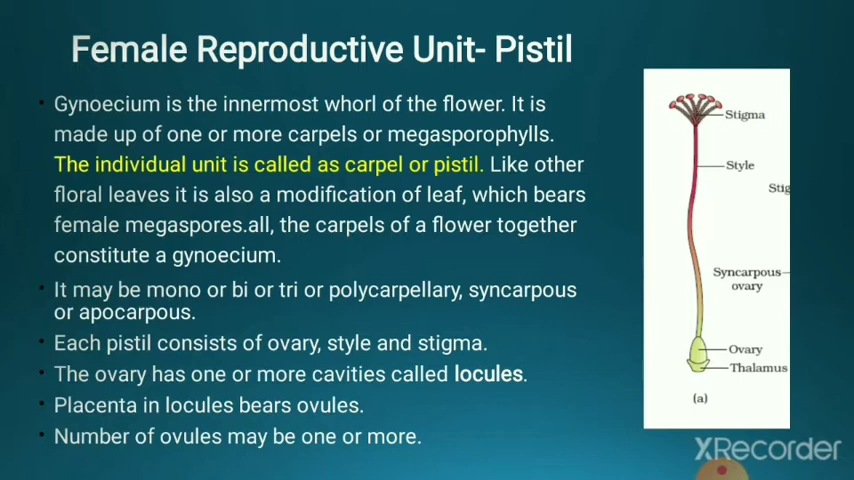 Female Reproductive Unit- Pistil
Gynoecium is the innermost whorl of the flower. It is
made up of one or more carpels or megasporophylls.
The individual unit is called as carpel or pistil. Like other
floral leaves it is also a modification of leaf, which bears
female megaspores.all, the carpels of a flower together
constitute a gynoecium.
It may be mono or bi or tri or polycarpellary, syncarpous
or apocarpous.
Each pistil consists of ovary, style and stigma.
The ovary has one or more cavities called locules.
Placenta in locules bears ovules.
Number of ovules may be one or more.
Stigma
Style
Stig
Syncarpous
ovary
Ovary
Thalamus
(a)
XRecorder